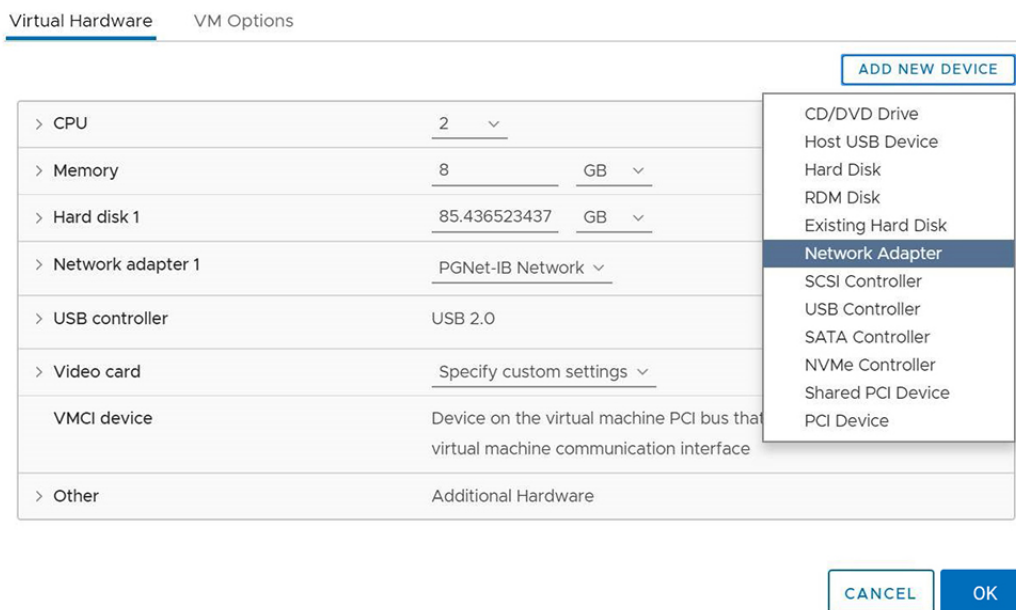 Virtual Hardware VM Options
ADD NEW DEVICE
CD/DVD Drive
Host USB Device
Hard Disk
RDM Disk
Existing Hard Disk
Network Adapter
SCSI Controller
USB Controller
SATA Controller
NVMe Controller
Shared PCI Device
PCI Device
CPU 2
Memory 8 GB
Hard disk 1 85.436523437 GB
Network adapter 1 PGNet-IB Network
USB controller USB 2.0
Video card Specify custom settings
VMCI device Device on the virtual machine PCI bus that
virtual machine communication interface
Other Additional Hardware
CANCEL OK